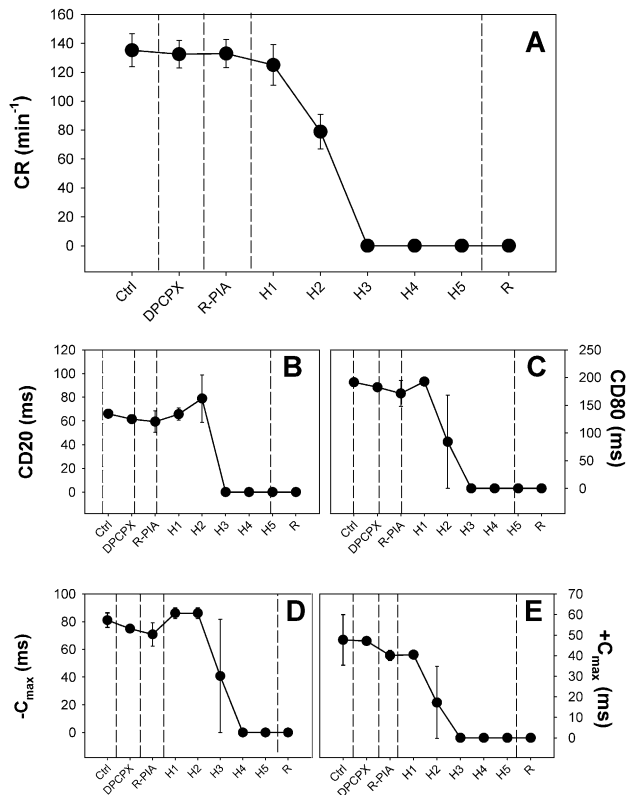 A
CR (min⁻¹)
160
140
120
100
80
60
40
20
0
Ctrl
DPCPX
R-PIA
H1
H2
H3
H4
H5
R
B
CD20 (ms)
120
100
80
60
40
20
0
Ctrl
DPCPX
R-PIA
H1
H2
H3
H4
H5
R
C
CD80 (ms)
250
200
150
100
50
0
Ctrl
DPCPX
R-PIA
H1
H2
H3
H4
H5
R
D
-Cmax (ms)
100
80
60
40
20
0
Ctrl
DPCPX
R-PIA
H1
H2
H3
H4
H5
R
E
+Cmax (ms)
70
60
50
40
30
20
10
0
Ctrl
DPCPX
R-PIA
H1
H2
H3
H4
H5
R